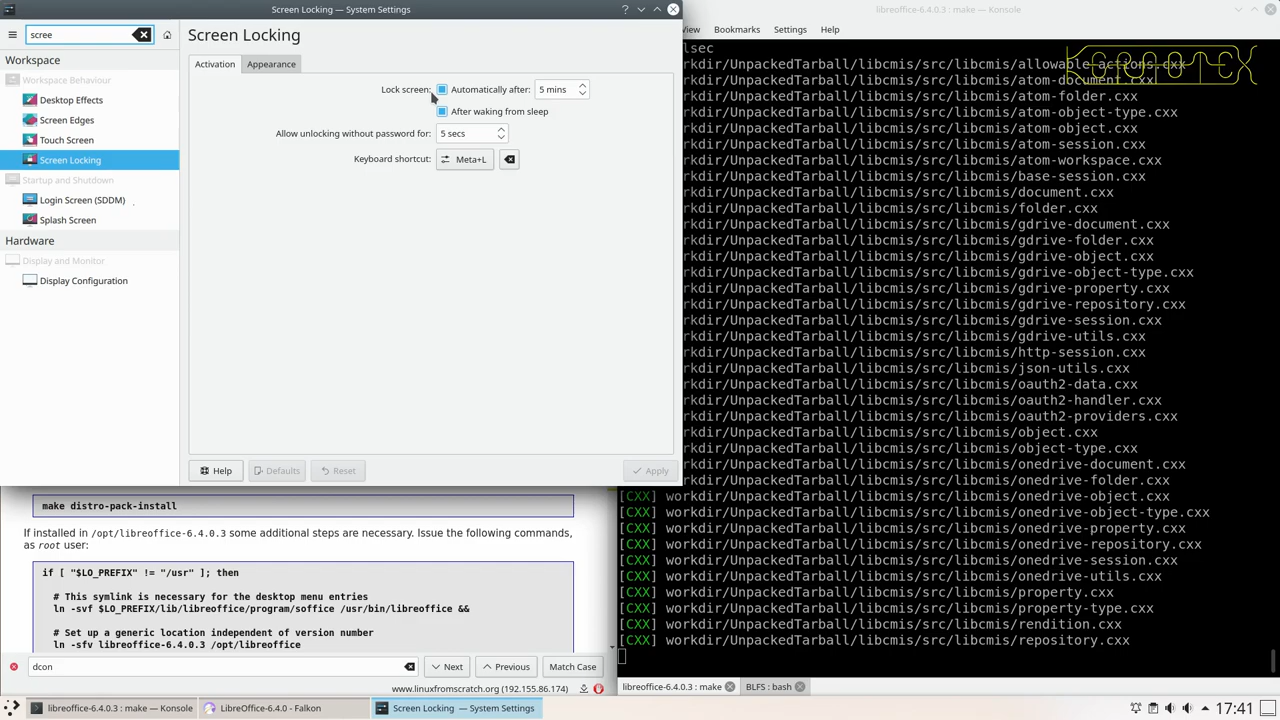 Screen Locking — System Settings
libreoffice-6.4.0.3 : make — Konsole
scree
Screen Locking
View Bookmarks Settings Help
Workspace
Workspace Behaviour
Desktop Effects
Screen Edges
Touch Screen
Screen Locking
Startup and Shutdown
Login Screen (SDDM)
Splash Screen
Hardware
Display and Monitor
Display Configuration
Activation
Appearance
Lock screen: Automatically after: 5 mins
After waking from sleep
Allow unlocking without password for: 5 secs
Keyboard shortcut: Meta+L
Help
Defaults
Reset
Apply
lsec
rkdir/UnpackedTarball/libcmis/src/libcmis/allowable-actions.cxx
rkdir/UnpackedTarball/libcmis/src/libcmis/atom-document.cxx
rkdir/UnpackedTarball/libcmis/src/libcmis/atom-folder.cxx
rkdir/UnpackedTarball/libcmis/src/libcmis/atom-object-type.cxx
rkdir/UnpackedTarball/libcmis/src/libcmis/atom-object.cxx
rkdir/UnpackedTarball/libcmis/src/libcmis/atom-session.cxx
rkdir/UnpackedTarball/libcmis/src/libcmis/atom-workspace.cxx
rkdir/UnpackedTarball/libcmis/src/libcmis/base-session.cxx
rkdir/UnpackedTarball/libcmis/src/libcmis/document.cxx
rkdir/UnpackedTarball/libcmis/src/libcmis/folder.cxx
rkdir/UnpackedTarball/libcmis/src/libcmis/gdrive-document.cxx
rkdir/UnpackedTarball/libcmis/src/libcmis/gdrive-folder.cxx
rkdir/UnpackedTarball/libcmis/src/libcmis/gdrive-object.cxx
rkdir/UnpackedTarball/libcmis/src/libcmis/gdrive-object-type.cxx
rkdir/UnpackedTarball/libcmis/src/libcmis/gdrive-property.cxx
rkdir/UnpackedTarball/libcmis/src/libcmis/gdrive-repository.cxx
rkdir/UnpackedTarball/libcmis/src/libcmis/gdrive-session.cxx
rkdir/UnpackedTarball/libcmis/src/libcmis/gdrive-utils.cxx
rkdir/UnpackedTarball/libcmis/src/libcmis/http-session.cxx
rkdir/UnpackedTarball/libcmis/src/libcmis/json-utils.cxx
rkdir/UnpackedTarball/libcmis/src/libcmis/oauth2-data.cxx
rkdir/UnpackedTarball/libcmis/src/libcmis/oauth2-handler.cxx
rkdir/UnpackedTarball/libcmis/src/libcmis/oauth2-providers.cxx
rkdir/UnpackedTarball/libcmis/src/libcmis/object.cxx
rkdir/UnpackedTarball/libcmis/src/libcmis/object-type.cxx
rkdir/UnpackedTarball/libcmis/src/libcmis/onedrive-document.cxx
rkdir/UnpackedTarball/libcmis/src/libcmis/onedrive-folder.cxx
[CXX] workdir/UnpackedTarball/libcmis/src/libcmis/onedrive-object.cxx
[CXX] workdir/UnpackedTarball/libcmis/src/libcmis/onedrive-object-type.cxx
[CXX] workdir/UnpackedTarball/libcmis/src/libcmis/onedrive-property.cxx
[CXX] workdir/UnpackedTarball/libcmis/src/libcmis/onedrive-repository.cxx
[CXX] workdir/UnpackedTarball/libcmis/src/libcmis/onedrive-session.cxx
[CXX] workdir/UnpackedTarball/libcmis/src/libcmis/onedrive-utils.cxx
[CXX] workdir/UnpackedTarball/libcmis/src/libcmis/property.cxx
[CXX] workdir/UnpackedTarball/libcmis/src/libcmis/property-type.cxx
[CXX] workdir/UnpackedTarball/libcmis/src/libcmis/rendition.cxx
[CXX] workdir/UnpackedTarball/libcmis/src/libcmis/repository.cxx
make distro-pack-install
If installed in /opt/libreoffice-6.4.0.3 some additional steps are necessary. Issue the following commands,
as root user:
if [ "$LO_PREFIX" != "/usr" ]; then
# This symlink is necessary for the desktop menu entries
ln -svf $LO_PREFIX/lib/libreoffice/program/soffice /usr/bin/libreoffice &&
# Set up a generic location independent of version number
ln -sfv libreoffice-6.4.0.3 /opt/libreoffice
dcon
Next
Previous
Match Case
www.linuxfromscratch.org (192.155.86.174)
libreoffice-6.4.0.3 : make
BLFS : bash
libreoffice-6.4.0.3 : make — Konsole
LibreOffice-6.4.0 - Falkon
Screen Locking — System Settings
17:41